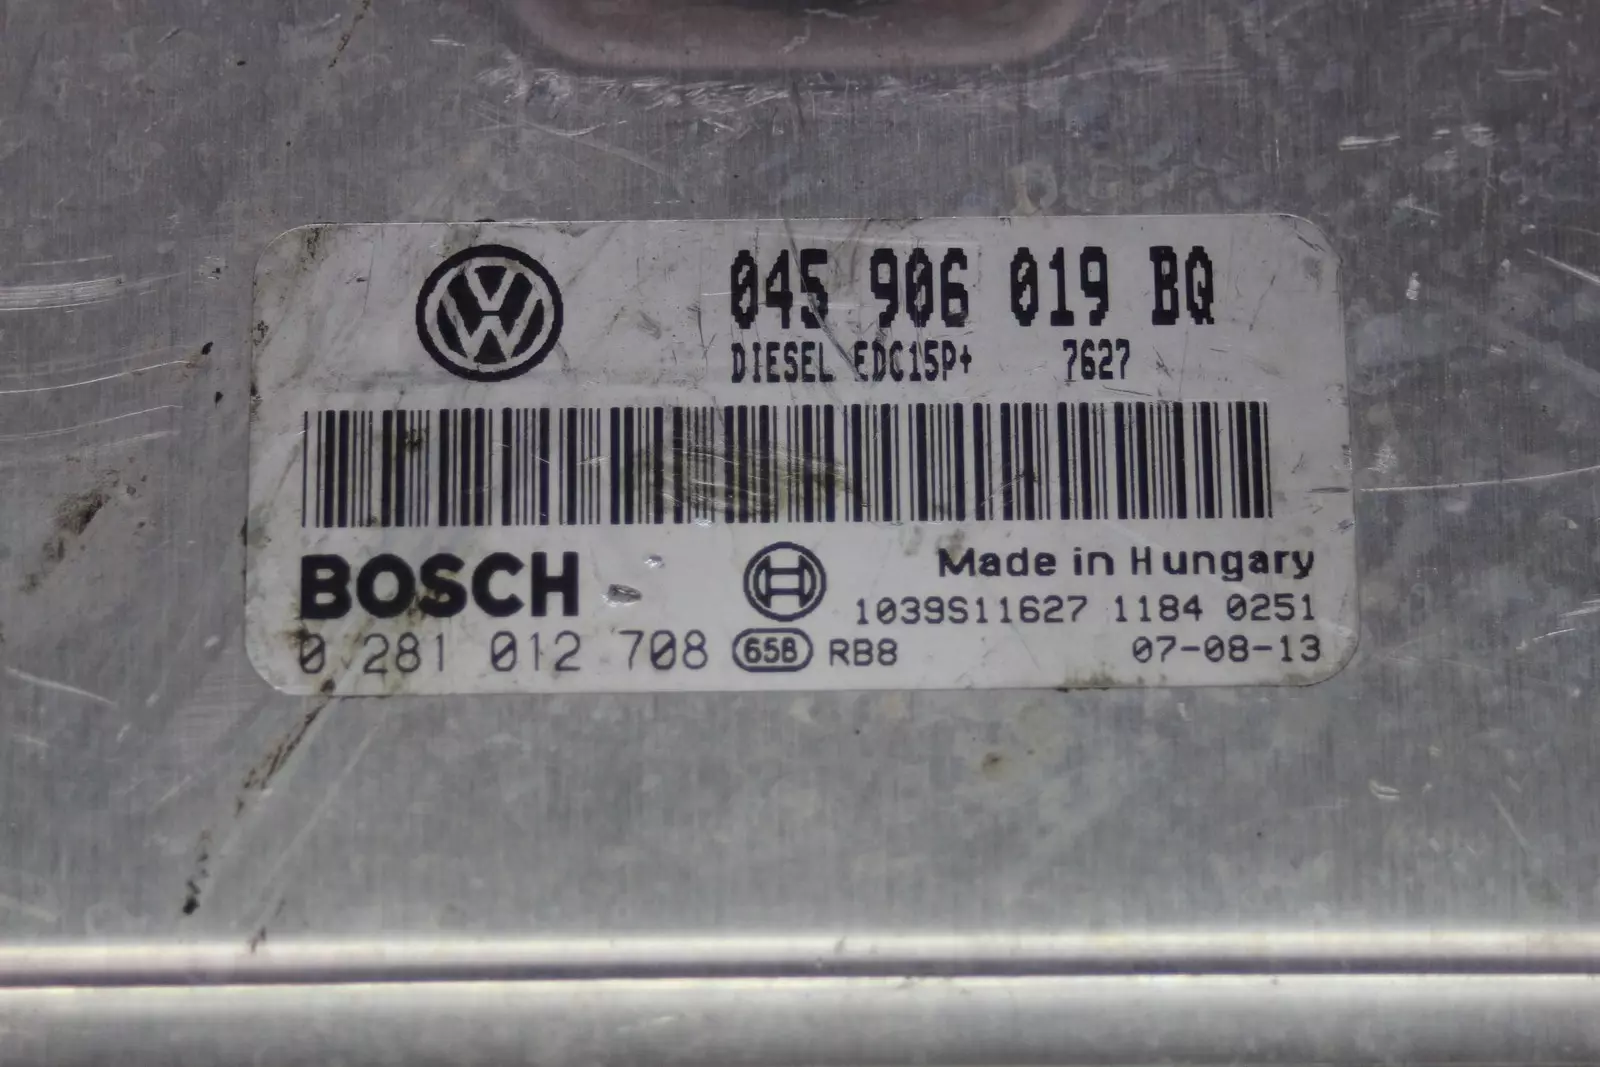 045 906 019 BQ
DIESEL EDC15P+ 7627
BOSCH
Made in Hungary
1039S11627 1184 0251
0 281 012 708 65B RB8 07-08-13